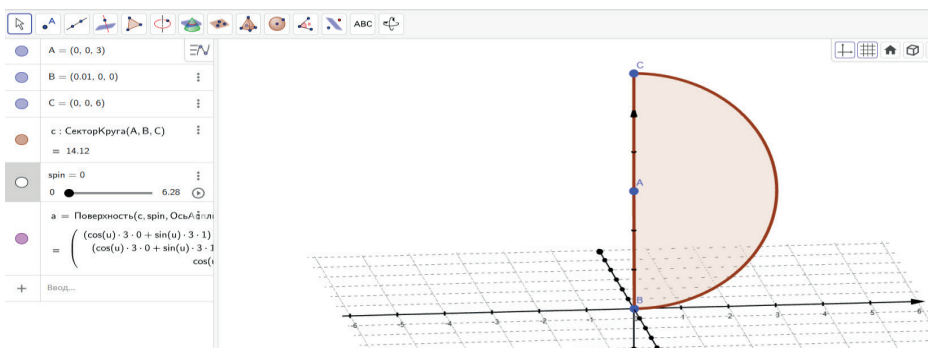 ABC
A = (0, 0, 3)
B = (0.01, 0, 0)
C = (0, 0, 6)
c : СекторКруга(A, B, C)
= 14.12
spin = 0
0 6.28
a = Поверхность(c, spin, Ось
= (cos(u) · 3 · 0 + sin(u) · 3 · 1)
(cos(u) · 3 · 0 + sin(u) · 3 · 1
cos(u
+ Ввод...
C
A
B
-6 -5 -4 -2 -1 0 1 2 3 4 5 6